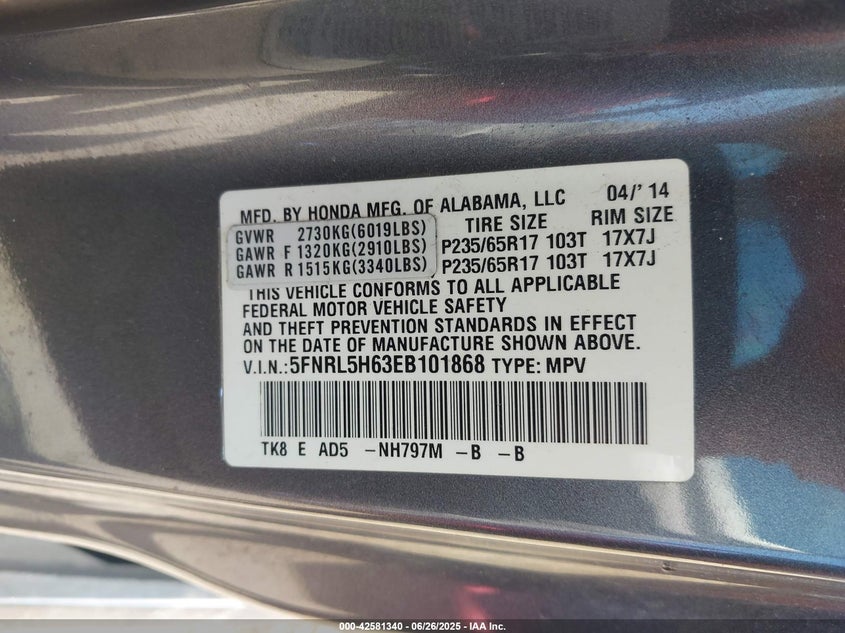 MFD. BY HONDA MFG. OF ALABAMA, LLC 04/'14
TIRE SIZE RIM SIZE
GVWR 2730KG(6019LBS)
GAWR F 1320KG(2910LBS) P235/65R17 103T 17X7J
GAWR R 1515KG(3340LBS) P235/65R17 103T 17X7J
THIS VEHICLE CONFORMS TO ALL APPLICABLE
FEDERAL MOTOR VEHICLE SAFETY
AND THEFT PREVENTION STANDARDS IN EFFECT
ON THE DATE OF MANUFACTURE SHOWN ABOVE.
V.I.N.:5FNRL5H63EB101868 TYPE: MPV
TK8 E AD5 -NH797M -B -B
000-42581340 - 06/26/2025 - IAA Inc.